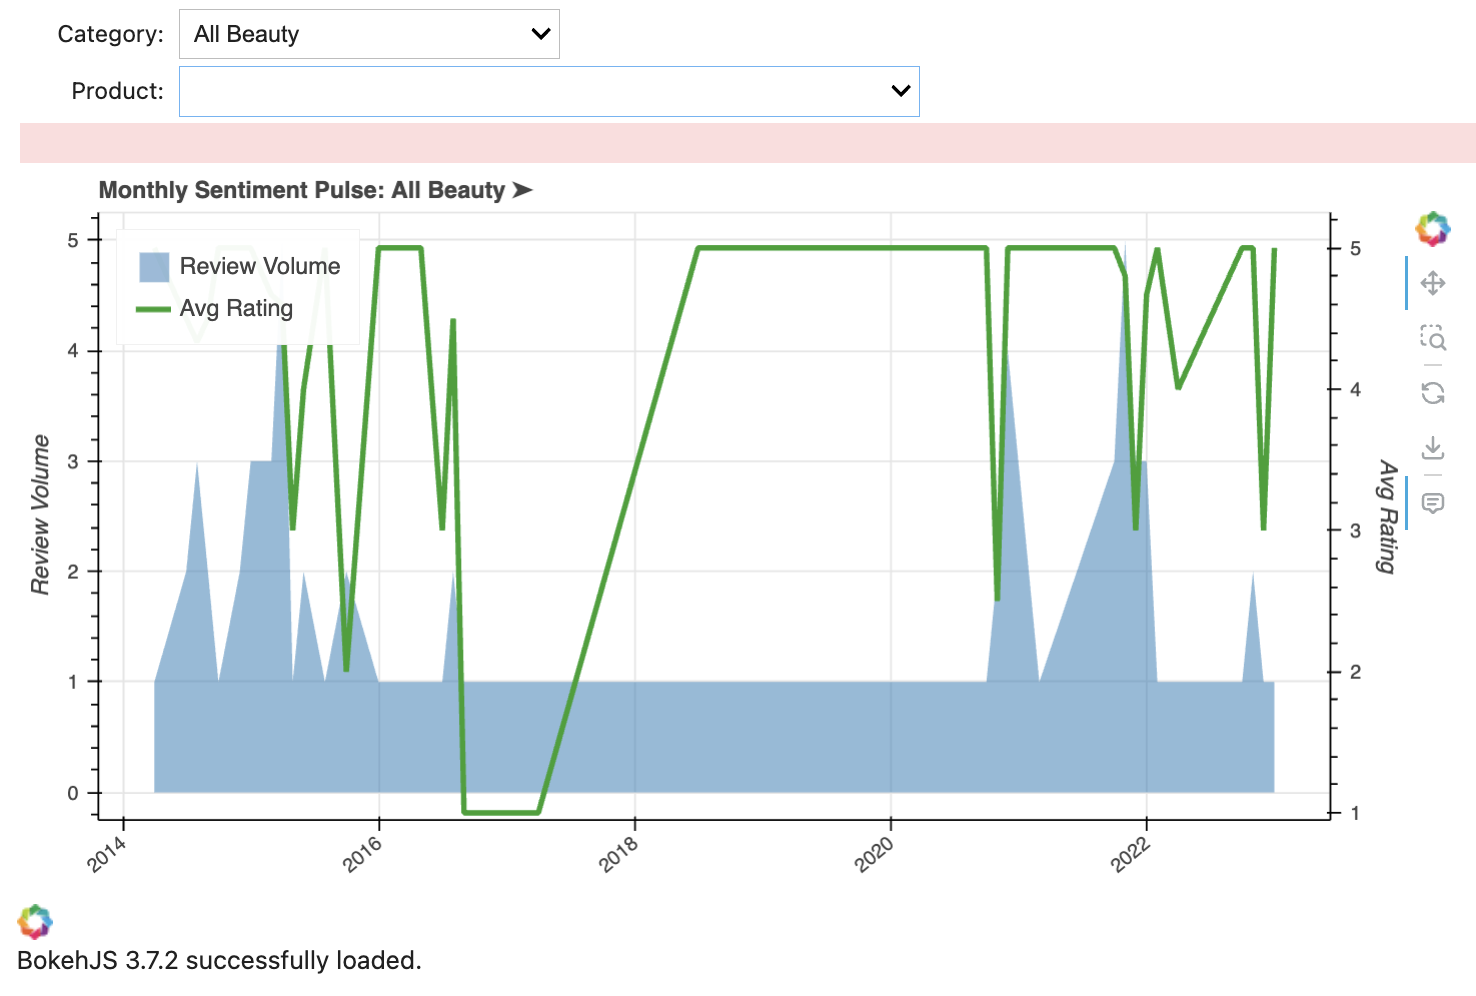 Category: All Beauty
Product:
Monthly Sentiment Pulse: All Beauty ➤
Review Volume
Avg Rating
5
4
3
2
1
0
Review Volume
5
4
3
2
1
Avg Rating
2014 2016 2018 2020 2022
BokehJS 3.7.2 successfully loaded.